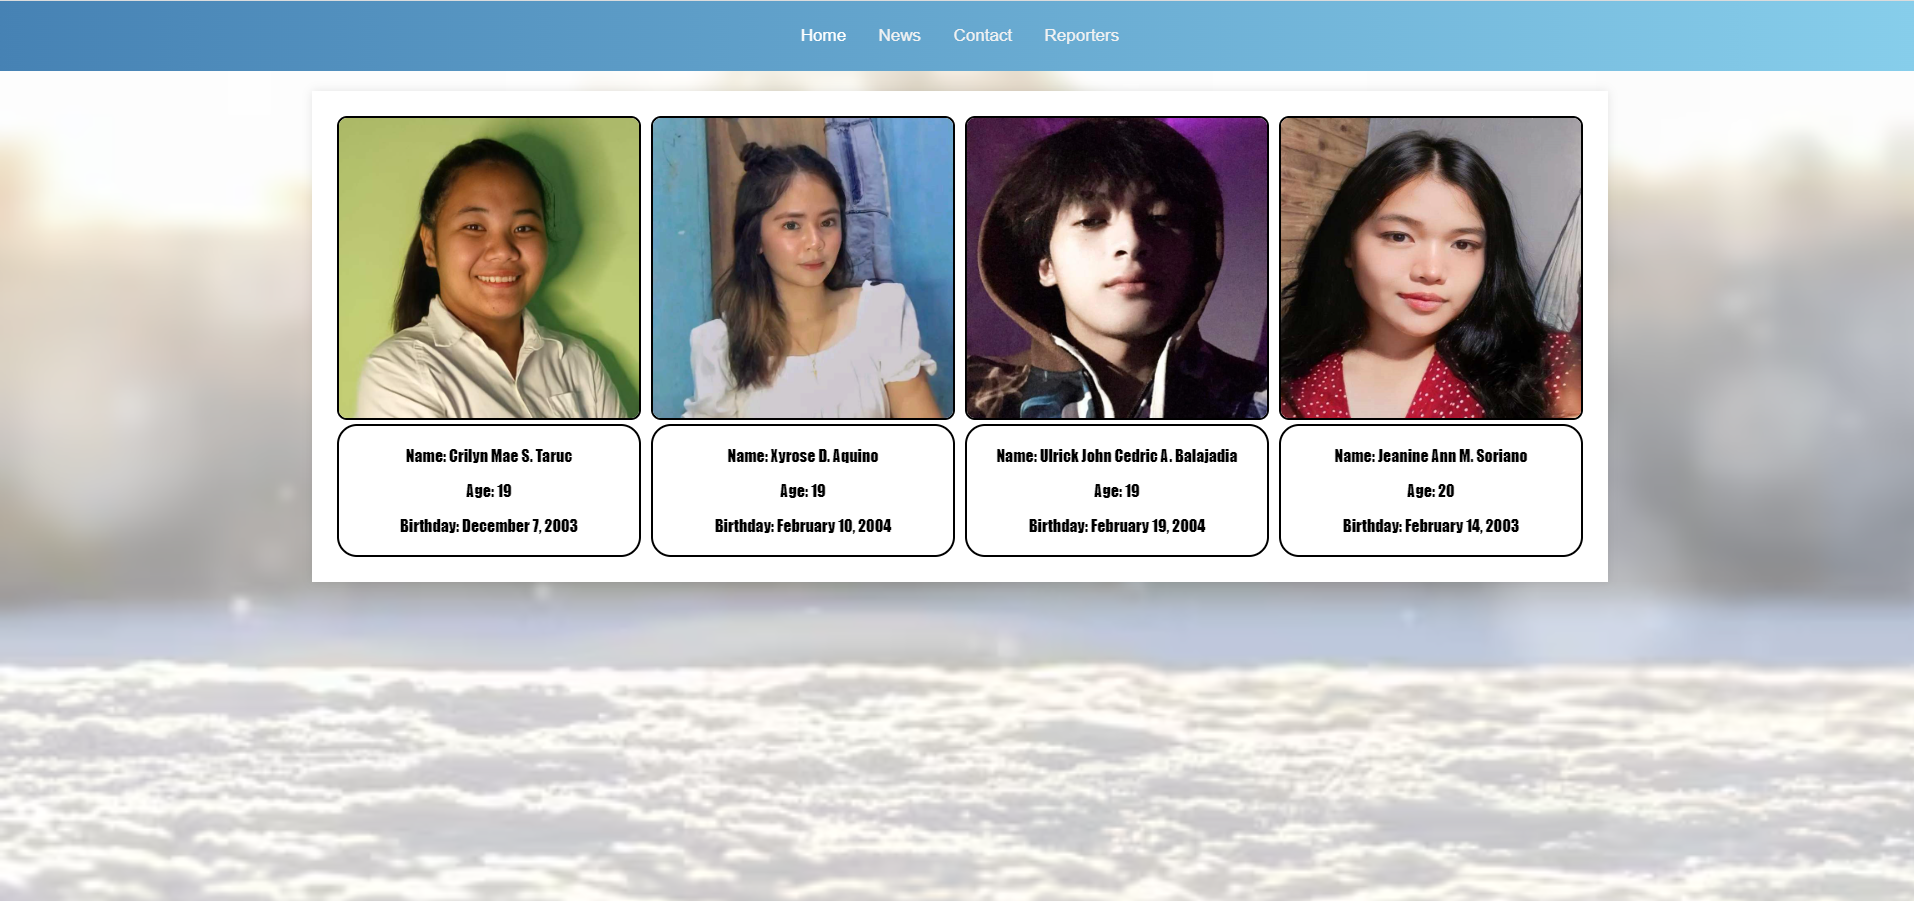 Home News Contact Reporters
Name: Crilyn Mae S. Taruc
Age: 19
Birthday: December 7, 2003
Name: Xyrose D. Aquino
Age: 19
Birthday: February 10, 2004
Name: Ulrick John Cedric A. Balajadia
Age: 19
Birthday: February 19, 2004
Name: Jeanine Ann M. Soriano
Age: 20
Birthday: February 14, 2003